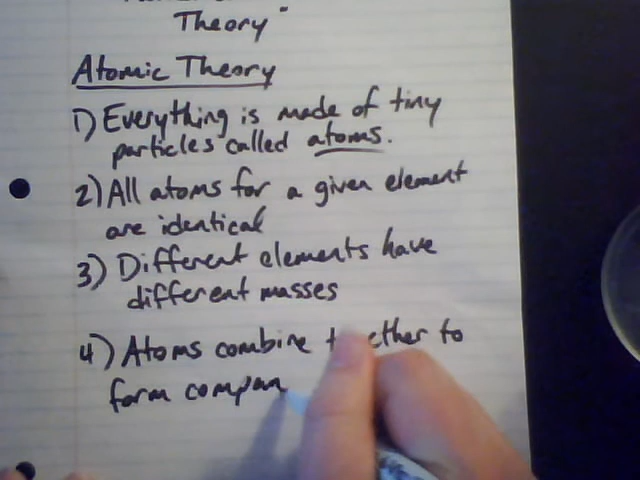 Theory"
Atomic Theory
1) Everything is made of tiny
particles called atoms.
2) All atoms for a given element
are identical
3) Different elements have
different masses
4) Atoms combine together to
form